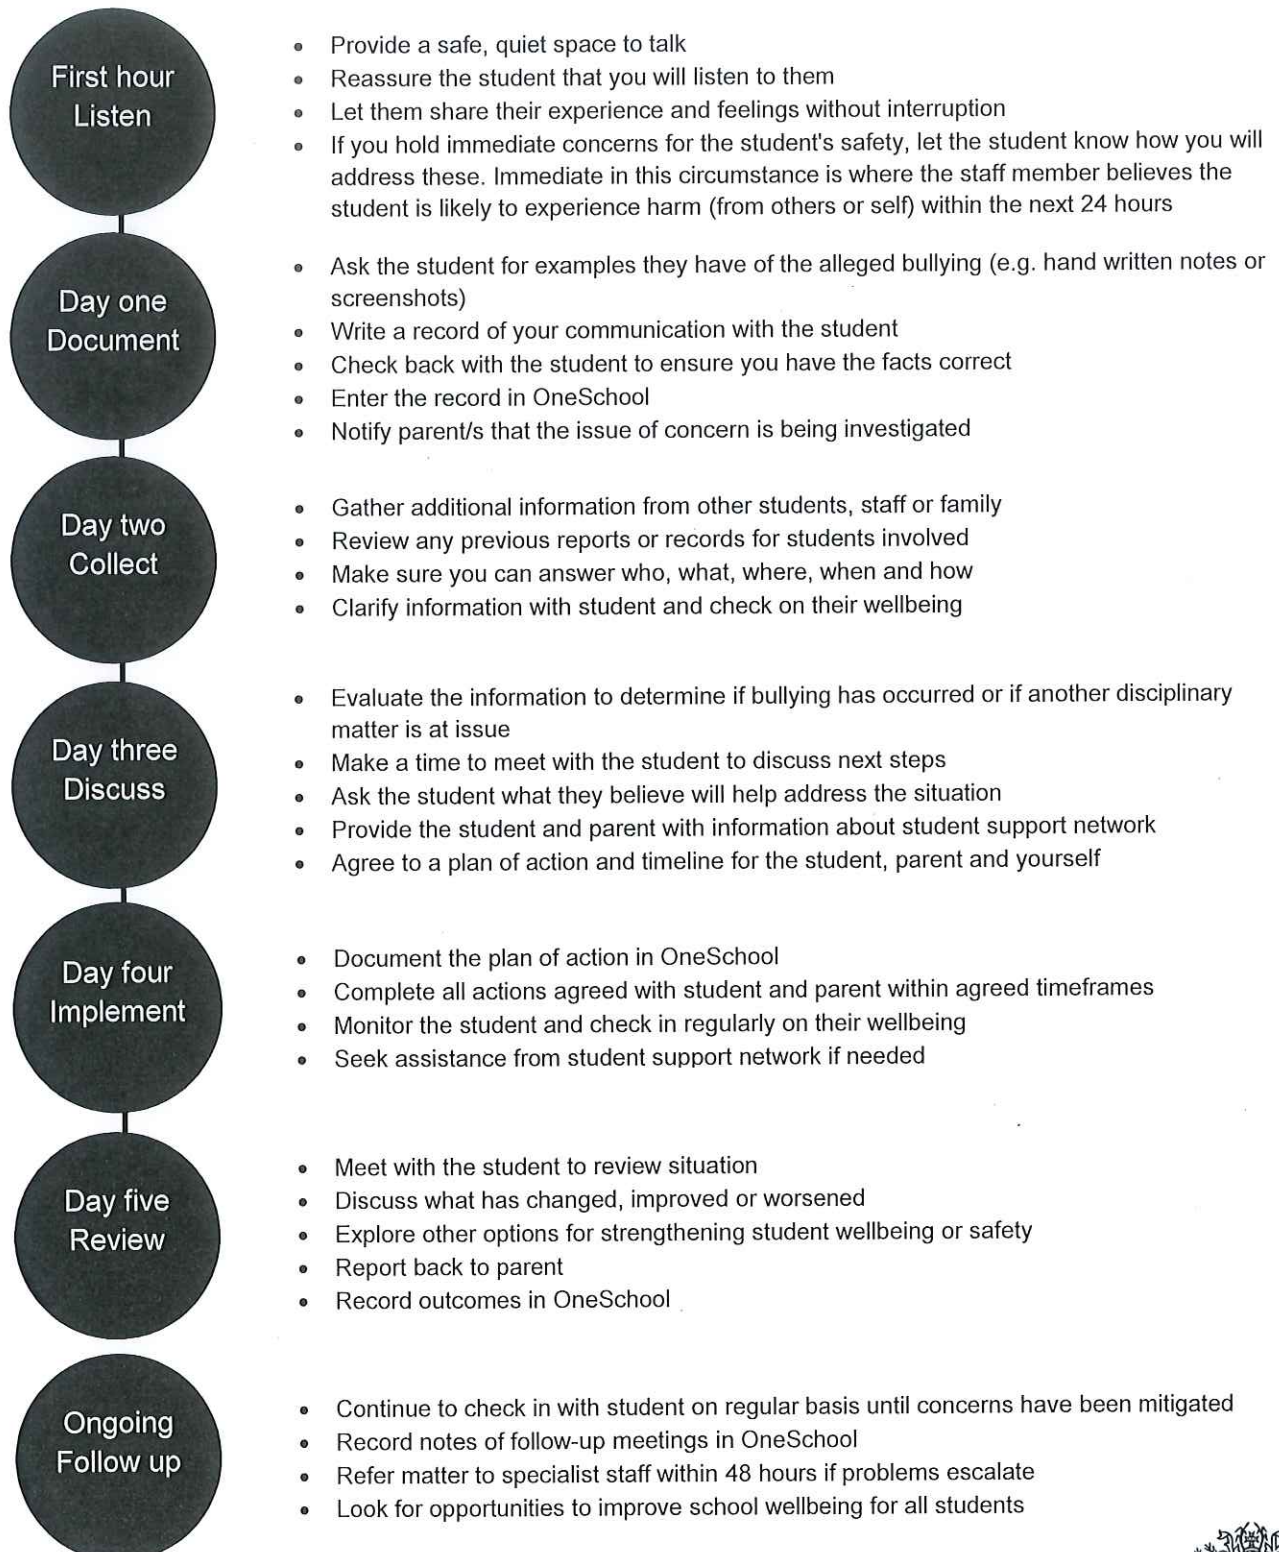 First hour
Listen
• Provide a safe, quiet space to talk
• Reassure the student that you will listen to them
• Let them share their experience and feelings without interruption
• If you hold immediate concerns for the student's safety, let the student know how you will
address these. Immediate in this circumstance is where the staff member believes the
student is likely to experience harm (from others or self) within the next 24 hours
Day one
Document
• Ask the student for examples they have of the alleged bullying (e.g. hand written notes or
screenshots)
• Write a record of your communication with the student
• Check back with the student to ensure you have the facts correct
• Enter the record in OneSchool
• Notify parent/s that the issue of concern is being investigated
Day two
Collect
• Gather additional information from other students, staff or family
• Review any previous reports or records for students involved
• Make sure you can answer who, what, where, when and how
• Clarify information with student and check on their wellbeing
Day three
Discuss
• Evaluate the information to determine if bullying has occurred or if another disciplinary
matter is at issue
• Make a time to meet with the student to discuss next steps
• Ask the student what they believe will help address the situation
• Provide the student and parent with information about student support network
• Agree to a plan of action and timeline for the student, parent and yourself
Day four
Implement
• Document the plan of action in OneSchool
• Complete all actions agreed with student and parent within agreed timeframes
• Monitor the student and check in regularly on their wellbeing
• Seek assistance from student support network if needed
Day five
Review
• Meet with the student to review situation
• Discuss what has changed, improved or worsened
• Explore other options for strengthening student wellbeing or safety
• Report back to parent
• Record outcomes in OneSchool
Ongoing
Follow up
• Continue to check in with student on regular basis until concerns have been mitigated
• Record notes of follow-up meetings in OneSchool
• Refer matter to specialist staff within 48 hours if problems escalate
• Look for opportunities to improve school wellbeing for all students